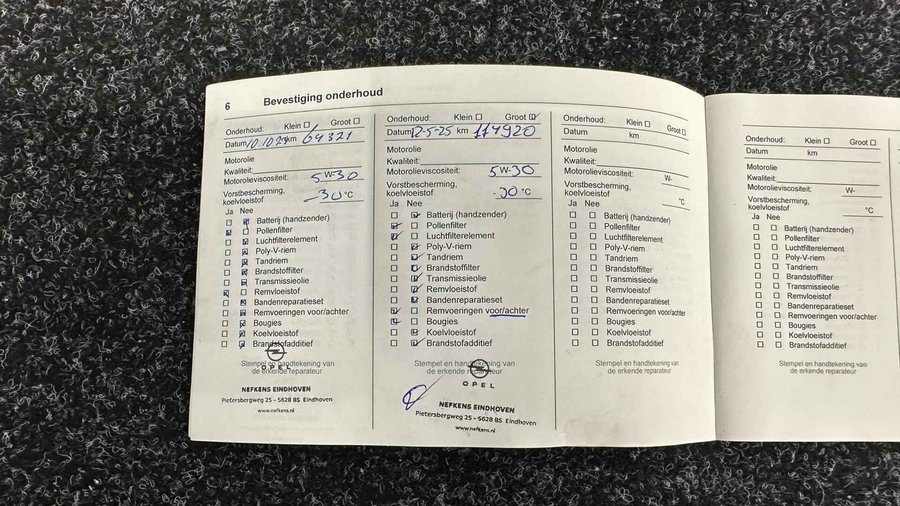 6 Bevestiging onderhoud
Onderhoud: Klein ☐ Groot ☐
Datum km 64321
Motorolie
Kwaliteit:
Motorolieviscositeit: 5 W-30
Vorstbescherming,
koelvloeistof -30 °C
Ja Nee
Batterij (handzender)
Pollenfilter
Luchtfilterelement
Poly-V-riem
Tandriem
Brandstoffilter
Transmissieolie
Remvloeistof
Bandenreparatieset
Remvoeringen voor/achter
Bougies
Koelvloeistof
Brandstofadditief
Stempel en handtekening van
de erkende reparateur
OPEL
NEFKENS EINDHOVEN
Pietersbergweg 25 - 5628 BS Eindhoven
www.nefkens.nl
Onderhoud: Klein ☐ Groot ☑
Datum 12-5-25 km 114920
Motorolie
Kwaliteit:
Motorolieviscositeit: 5 W-30
Vorstbescherming,
koelvloeistof °C
Ja Nee
Batterij (handzender)
Pollenfilter
Luchtfilterelement
Poly-V-riem
Tandriem
Brandstoffilter
Transmissieolie
Remvloeistof
Bandenreparatieset
Remvoeringen voor/achter
Bougies
Koelvloeistof
Brandstofadditief
Stempel en handtekening van
de erkende reparateur
OPEL
NEFKENS EINDHOVEN
Pietersbergweg 25 - 5628 BS Eindhoven
www.nefkens.nl
Onderhoud: Klein ☐ Groot ☐
Datum km
Motorolie
Kwaliteit:
Motorolieviscositeit: W-
Vorstbescherming,
koelvloeistof °C
Ja Nee
Batterij (handzender)
Pollenfilter
Luchtfilterelement
Poly-V-riem
Tandriem
Brandstoffilter
Transmissieolie
Remvloeistof
Bandenreparatieset
Remvoeringen voor/achter
Bougies
Koelvloeistof
Brandstofadditief
Stempel en handtekening van
de erkende reparateur
Onderhoud: Klein ☐ Groot ☐
Datum km
Motorolie
Kwaliteit:
Motorolieviscositeit: W-
Vorstbescherming,
koelvloeistof °C
Ja Nee
Batterij (handzender)
Pollenfilter
Luchtfilterelement
Poly-V-riem
Tandriem
Brandstoffilter
Transmissieolie
Remvloeistof
Bandenreparatieset
Remvoeringen voor/achter
Bougies
Koelvloeistof
Brandstofadditief
Stempel en handtekening van
de erkende reparateur